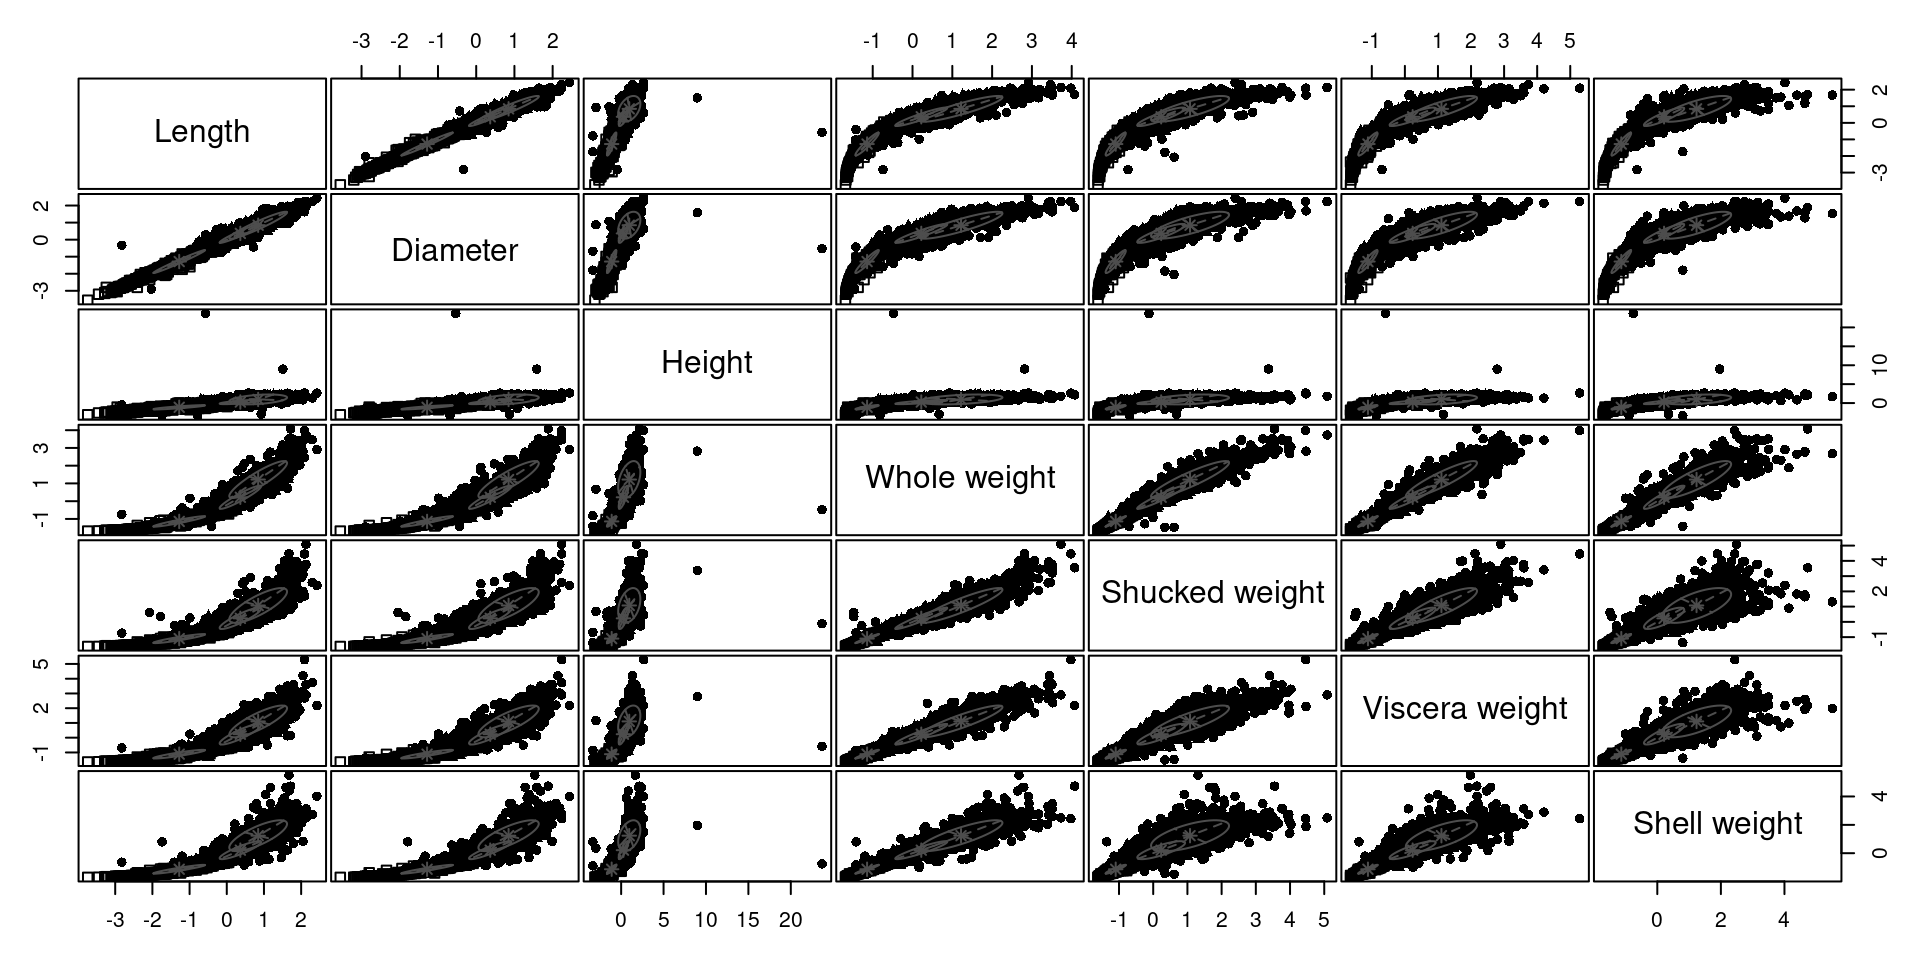 -3 -2 -1 0 1 2 -1 0 1 2 3 4 -1 1 2 3 4 5
Length 2 0 -3
2 0 -3 Diameter
Height 10 0
3 1 -1 Whole weight
Shucked weight 4 2 -1
5 2 -1 Viscera weight
Shell weight 4 0
-3 -2 -1 0 1 2 0 5 10 15 20 -1 0 1 2 3 4 5 0 2 4